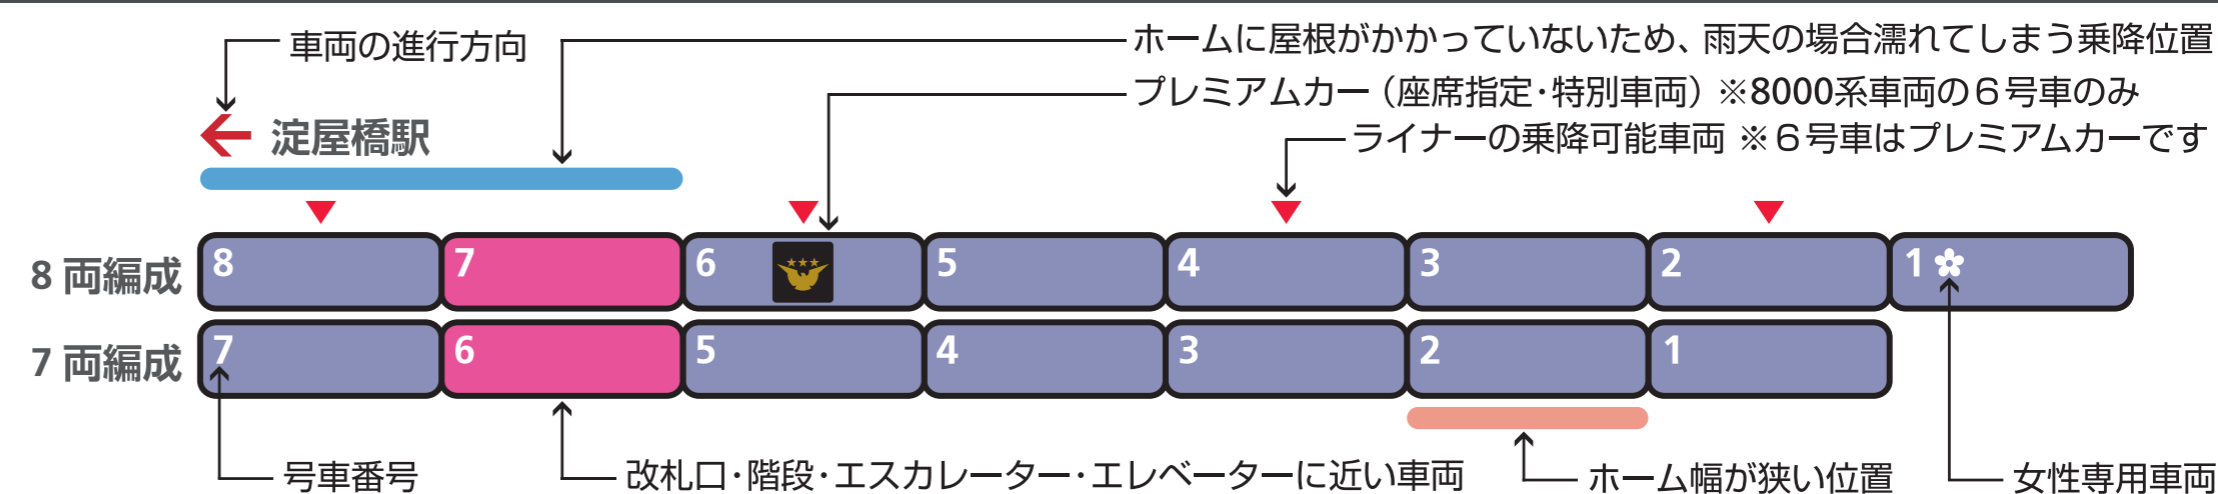 車両の進行方向
ホームに屋根がかかっていないため、雨天の場合濡れてしまう乗降位置
プレミアムカー（座席指定・特別車両）※8000系車両の６号車のみ
淀屋橋駅
ライナーの乗降可能車両 ※６号車はプレミアムカーです
8 両編成 8 7 6 5 4 3 2 1
7 両編成 7 6 5 4 3 2 1
号車番号
改札口・階段・エスカレーター・エレベーターに近い車両
ホーム幅が狭い位置
女性専用車両